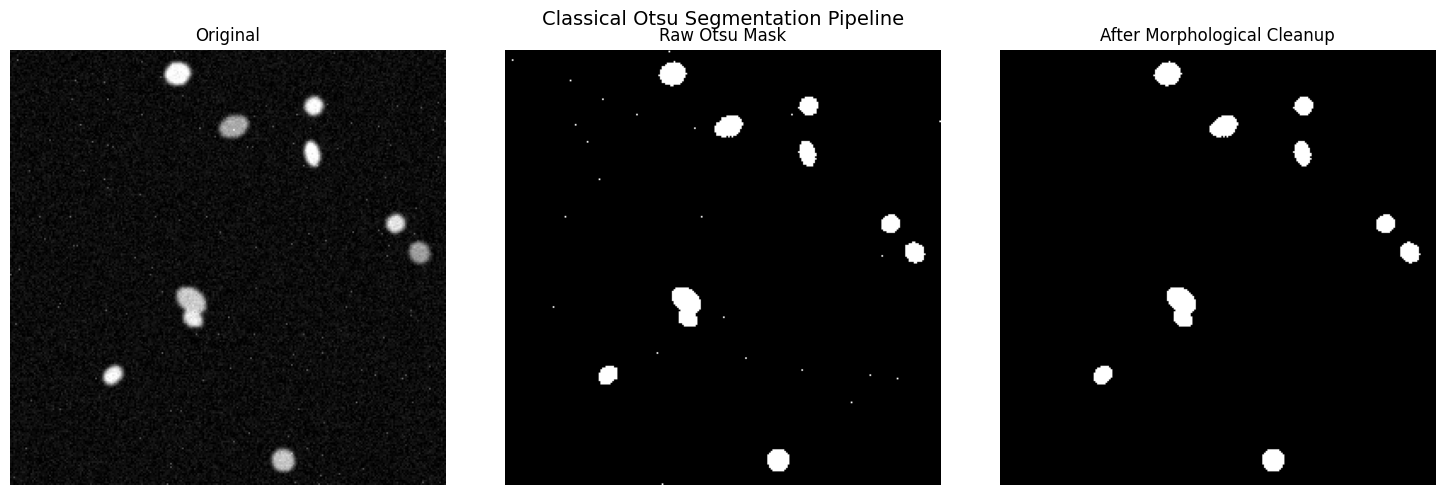 Classical Otsu Segmentation Pipeline
Original
Raw Otsu Mask
After Morphological Cleanup